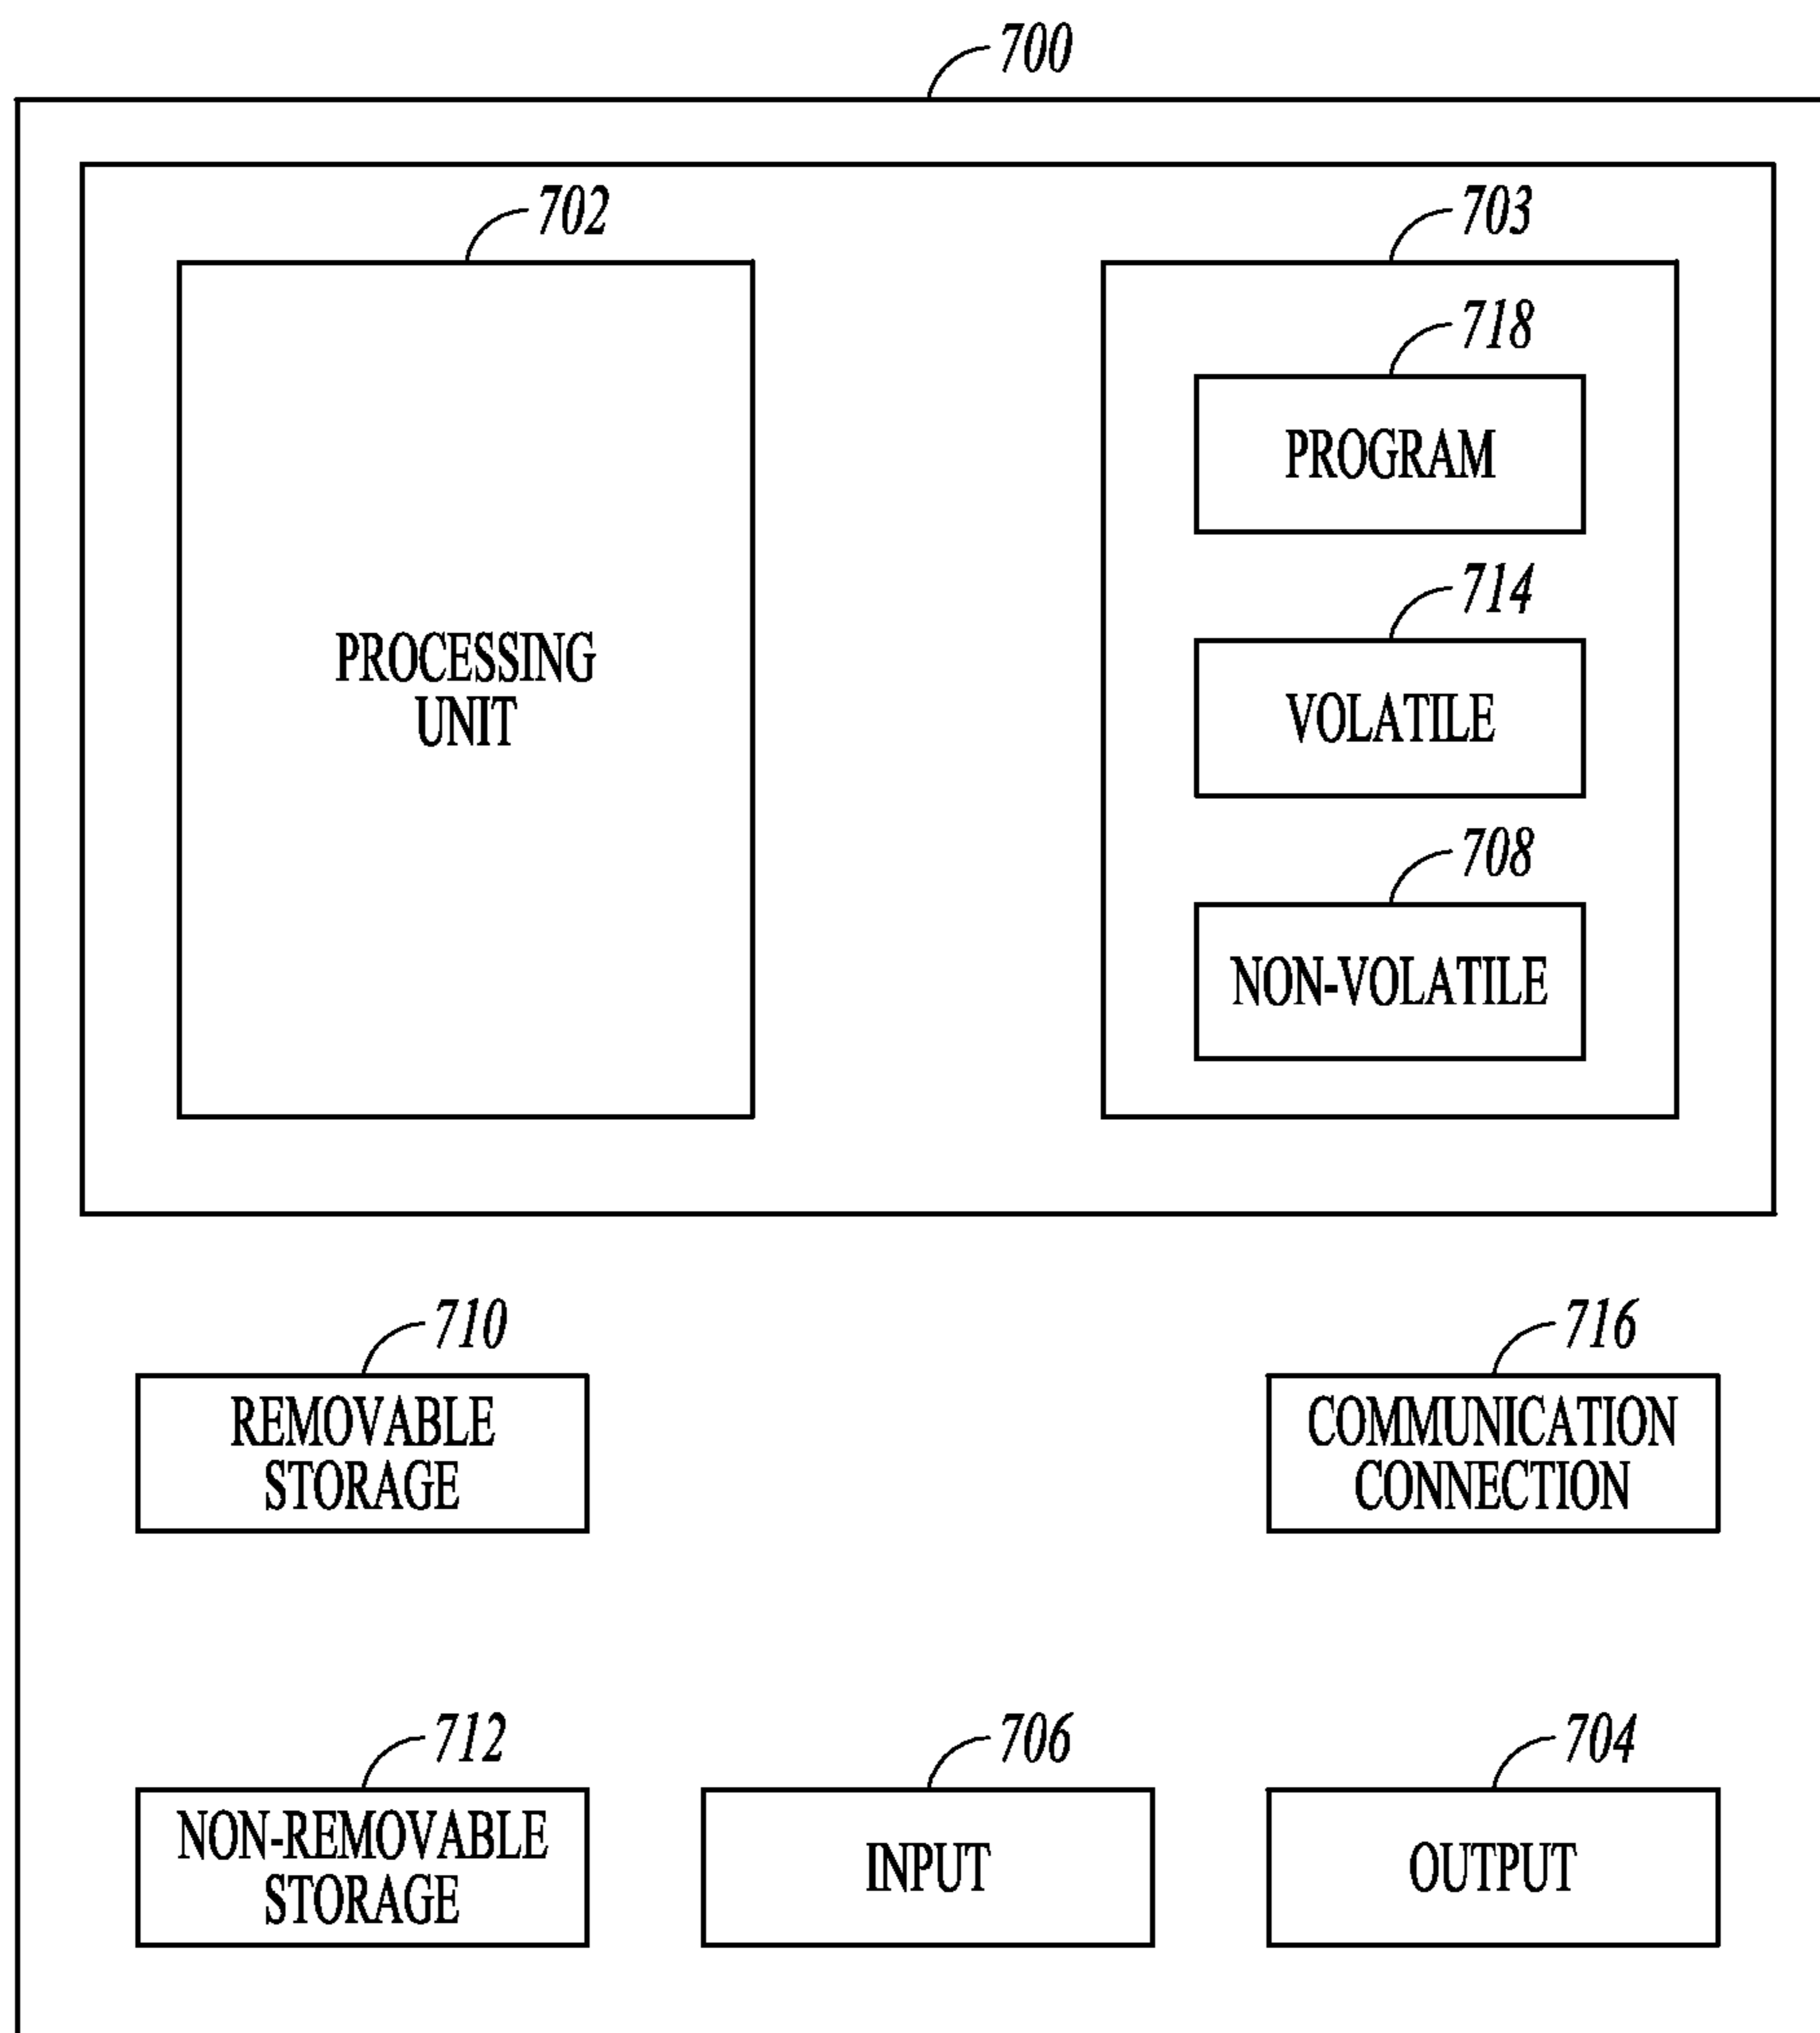 700
702
703
718
PROGRAM
714
PROCESSING
UNIT
VOLATILE
708
NON-VOLATILE
710
716
REMOVABLE
STORAGE
COMMUNICATION
CONNECTION
712
706
704
NON-REMOVABLE
STORAGE
INPUT
OUTPUT